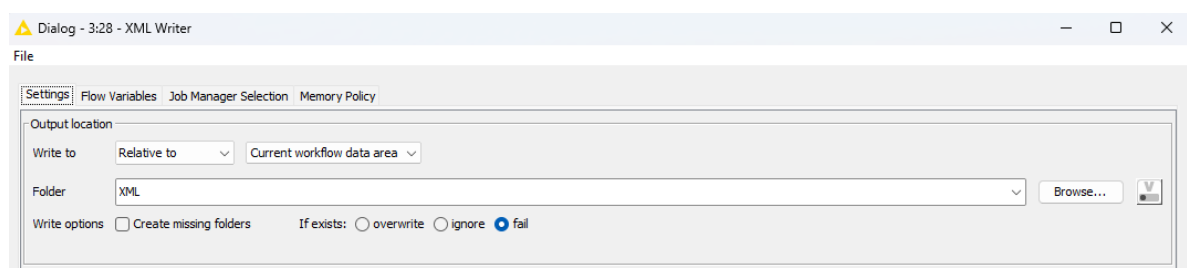 Dialog - 3:28 - XML Writer
File
Settings Flow Variables Job Manager Selection Memory Policy
Output location
Write to Relative to Current workflow data area
Folder XML Browse... V
Write options Create missing folders If exists: overwrite ignore fail